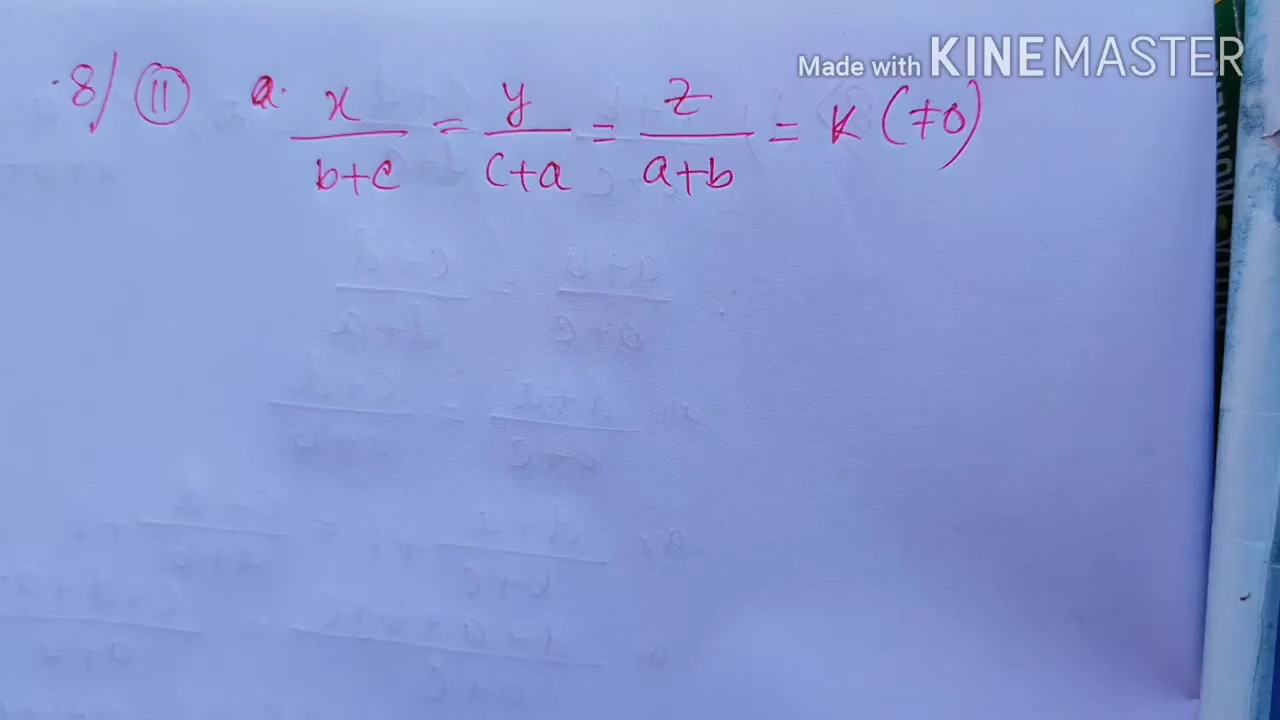 Made with KINEMASTER
8/ (11) a. x/(b+c) = y/(c+a) = z/(a+b) = K (≠0)